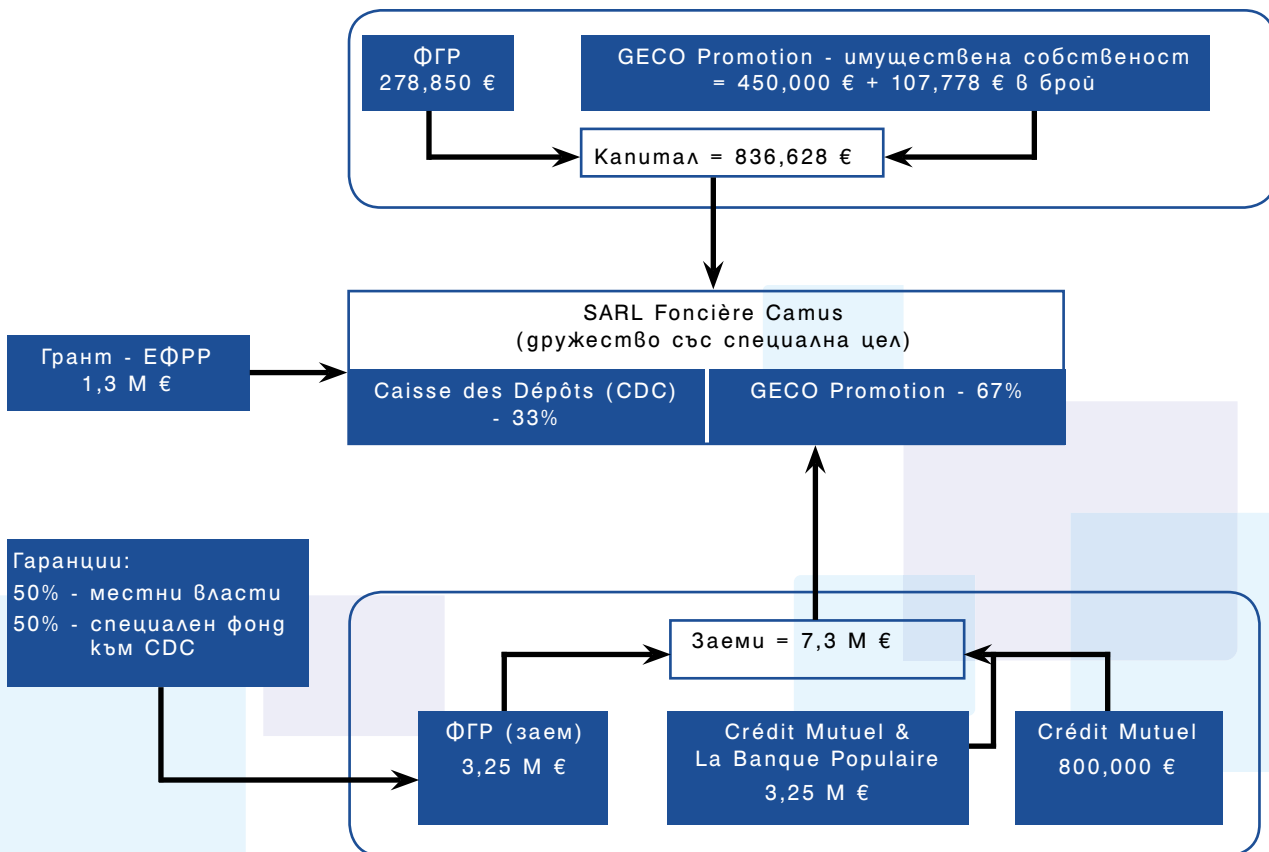 ФГР
278,850 €
GECO Promotion - имуществена собственост
= 450,000 € + 107,778 € в брой
Капитал = 836,628 €
SARL Foncière Camus
(дружество със специална цел)
Грант - ЕФРР
1,3 М €
Caisse des Dépôts (CDC)
- 33%
GECO Promotion - 67%
Гаранции:
50% - местни власти
50% - специален фонд
към CDC
Заеми = 7,3 М €
ФГР (заем)
3,25 М €
Crédit Mutuel &
La Banque Populaire
3,25 М €
Crédit Mutuel
800,000 €